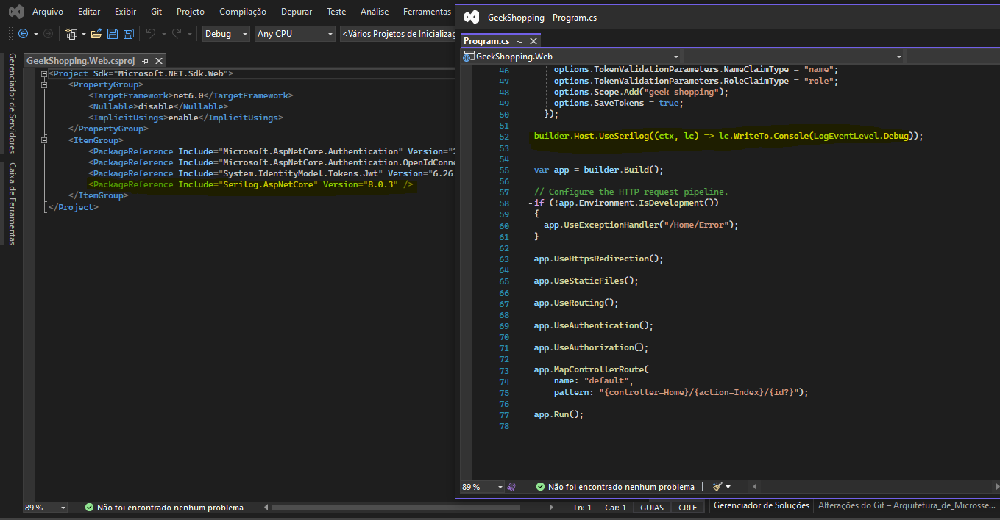 Arquivo Editar Exibir Git Projeto Compilação Depurar Teste Análise Ferramentas
Debug Any CPU <Vários Projetos de Inicializaç
Gerenciador de Servidores
Caixa de Ferramentas
GeekShopping.Web.csproj
<Project Sdk="Microsoft.NET.Sdk.Web">
<PropertyGroup>
<TargetFramework>net6.0</TargetFramework>
<Nullable>disable</Nullable>
<ImplicitUsings>enable</ImplicitUsings>
</PropertyGroup>
<ItemGroup>
<PackageReference Include="Microsoft.AspNetCore.Authentication" Version="2
<PackageReference Include="Microsoft.AspNetCore.Authentication.OpenIdConne
<PackageReference Include="System.IdentityModel.Tokens.Jwt" Version="6.26
<PackageReference Include="Serilog.AspNetCore" Version="8.0.3" />
</ItemGroup>
</Project>
89 % Não foi encontrado nenhum problema Ln: 1 Car: 1 GUIAS CRLF
GeekShopping - Program.cs
Program.cs
GeekShopping.Web
46 options.TokenValidationParameters.NameClaimType = "name";
47 options.TokenValidationParameters.RoleClaimType = "role";
48 options.Scope.Add("geek_shopping");
49 options.SaveTokens = true;
50 });
51
52 builder.Host.UseSerilog((ctx, lc) => lc.WriteTo.Console(LogEventLevel.Debug));
53
54
55 var app = builder.Build();
56
57 // Configure the HTTP request pipeline.
58 if (!app.Environment.IsDevelopment())
59 {
60 app.UseExceptionHandler("/Home/Error");
61 }
62
63 app.UseHttpsRedirection();
64
65 app.UseStaticFiles();
66
67 app.UseRouting();
68
69 app.UseAuthentication();
70
71 app.UseAuthorization();
72
73 app.MapControllerRoute(
74 name: "default",
75 pattern: "{controller=Home}/{action=Index}/{id?}");
76
77 app.Run();
78
89 % Não foi encontrado nenhum problema
Gerenciador de Soluções Alterações do Git – Arquitetura_de_Microsse...